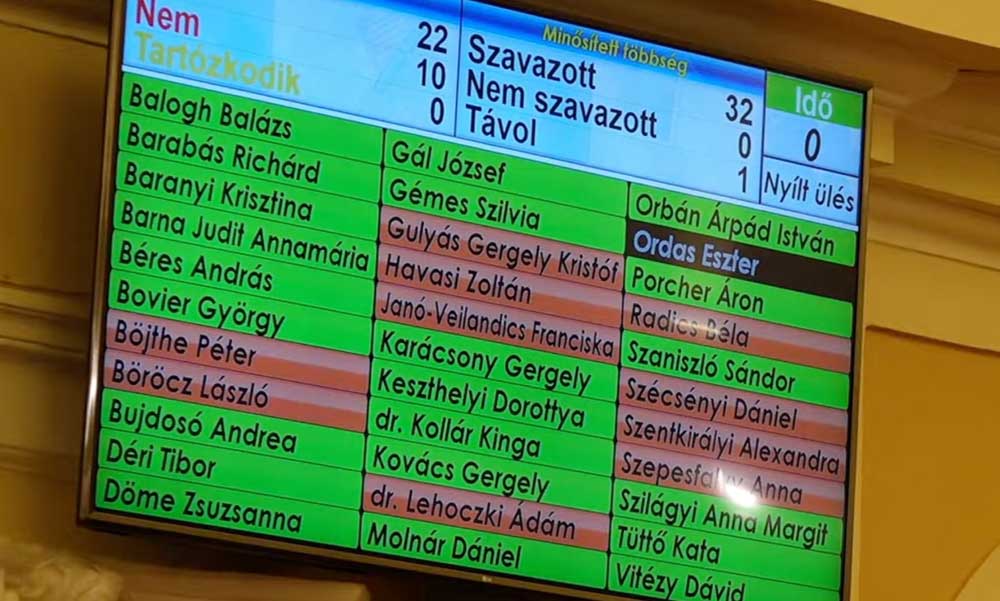 Nem 22
Tartózkodik 10
0
Minősített többség
Szavazott 32
Nem szavazott 0
Távol 1
Idő
0
Nyílt ülés
Balogh Balázs
Barabás Richárd
Baranyi Krisztina
Barna Judit Annamária
Béres András
Bovier György
Böjthe Péter
Böröcz László
Bujdosó Andrea
Déri Tibor
Döme Zsuzsanna
Gál József
Gémes Szilvia
Gulyás Gergely Kristóf
Havasi Zoltán
Janó-Veilandics Franciska
Karácsony Gergely
Keszthelyi Dorottya
dr. Kollár Kinga
Kovács Gergely
dr. Lehoczki Ádám
Molnár Dániel
Orbán Árpád István
Ordas Eszter
Porcher Áron
Radics Béla
Szaniszló Sándor
Szécsényi Dániel
Szentkirályi Alexandra
Szepesfalvy Anna
Szilágyi Anna Margit
Tüttő Kata
Vitézy Dávid